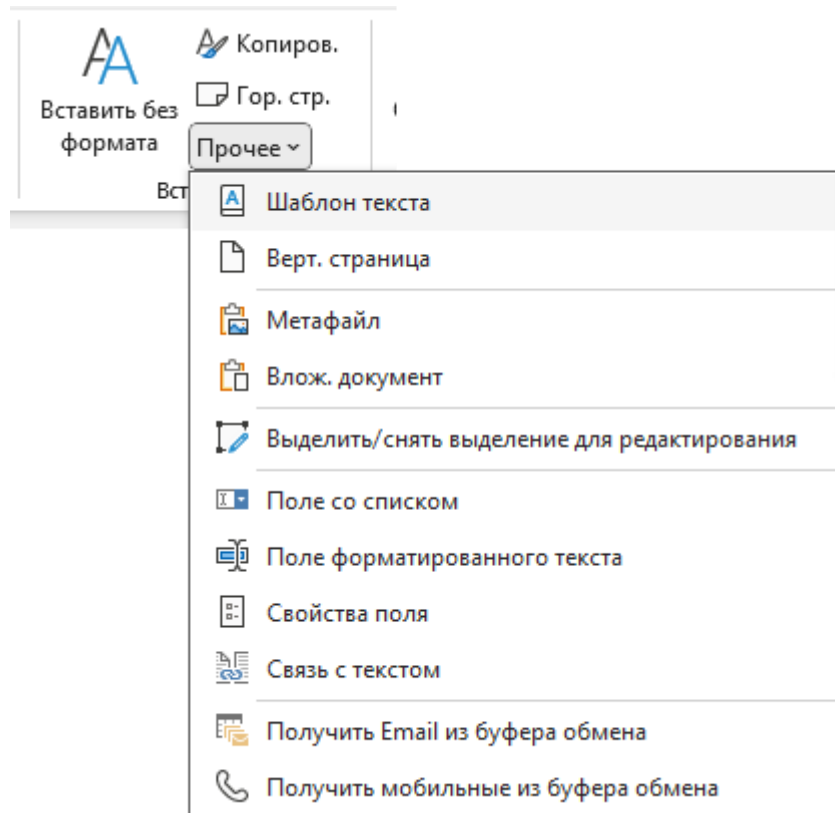 Вставить без
формата
Копиров.
Гор. стр.
Прочее
Шаблон текста
Верт. страница
Метафайл
Влож. документ
Выделить/снять выделение для редактирования
Поле со списком
Поле форматированного текста
Свойства поля
Связь с текстом
Получить Email из буфера обмена
Получить мобильные из буфера обмена